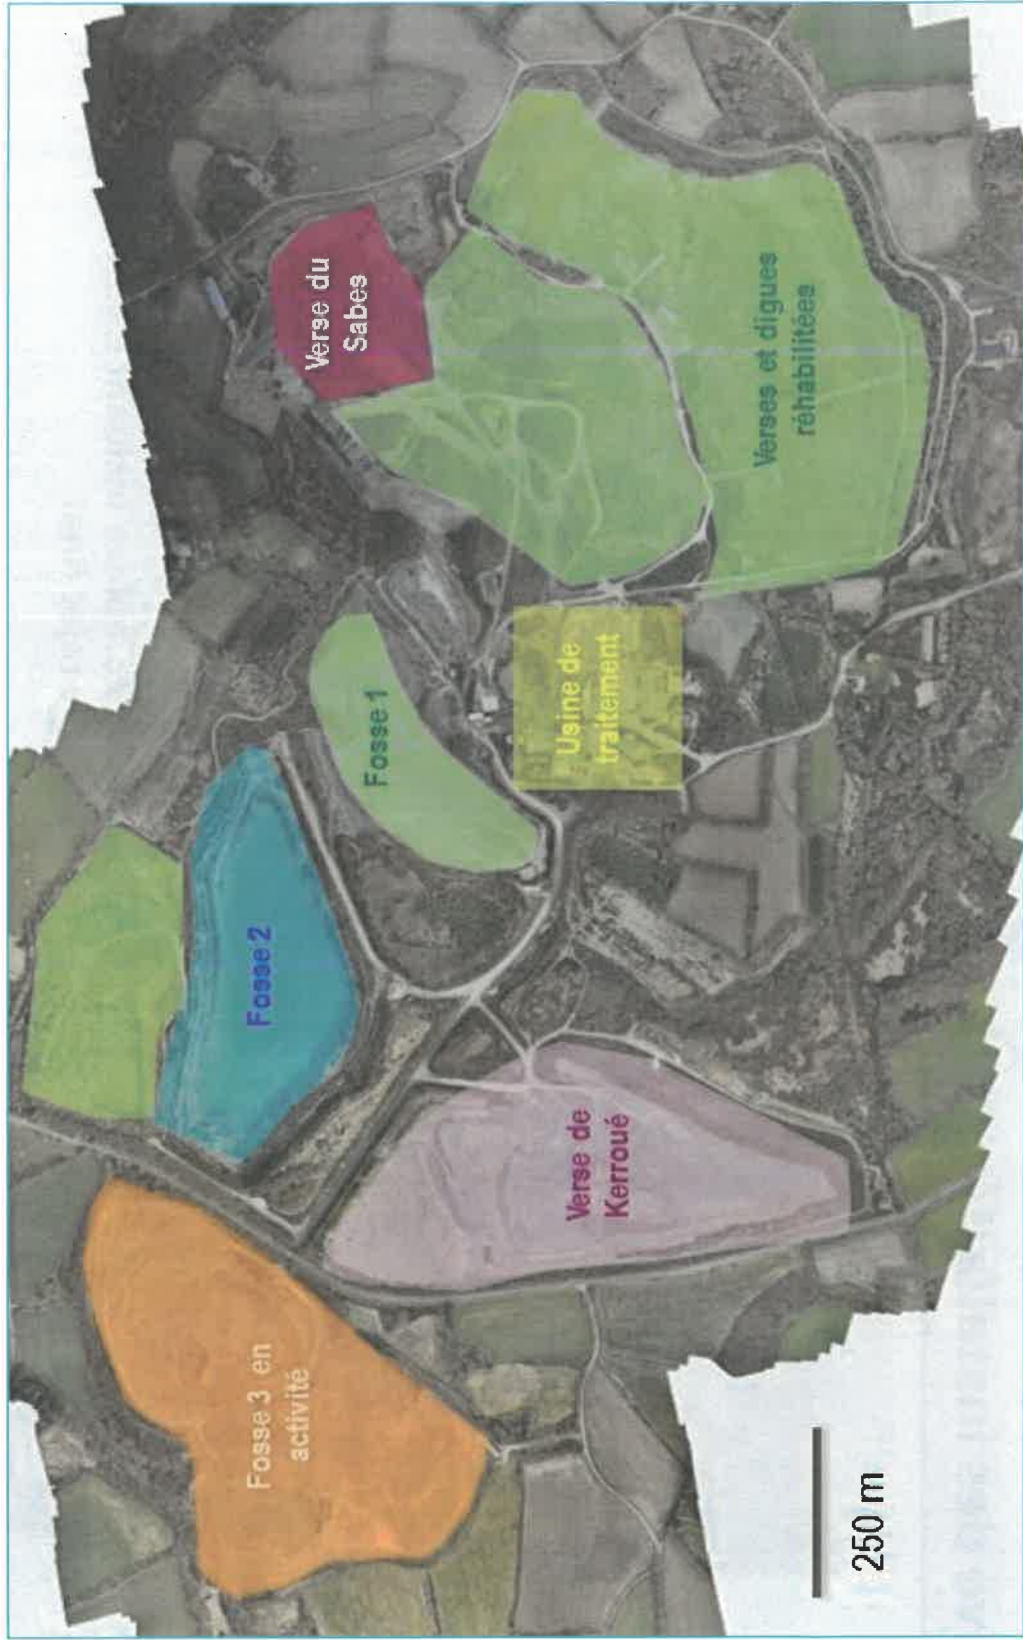 Fosse 3 en
activité
Fosse 2
Fosse 1
Verse du
Sabes
Verse de
Kerroué
Usine de
traitement
Verses et digues
réhabilitées
250 m